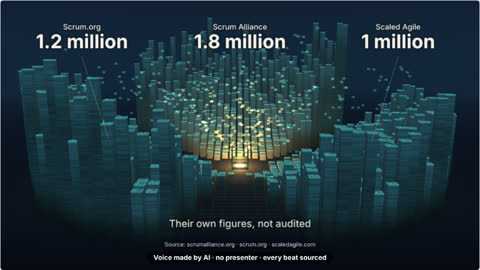 Scrum.org
1.2 million
Scrum Alliance
1.8 million
Scaled Agile
1 million
Their own figures, not audited
Source: scrumalliance.org · scrum.org · scaledagile.com
Voice made by AI · no presenter · every beat sourced